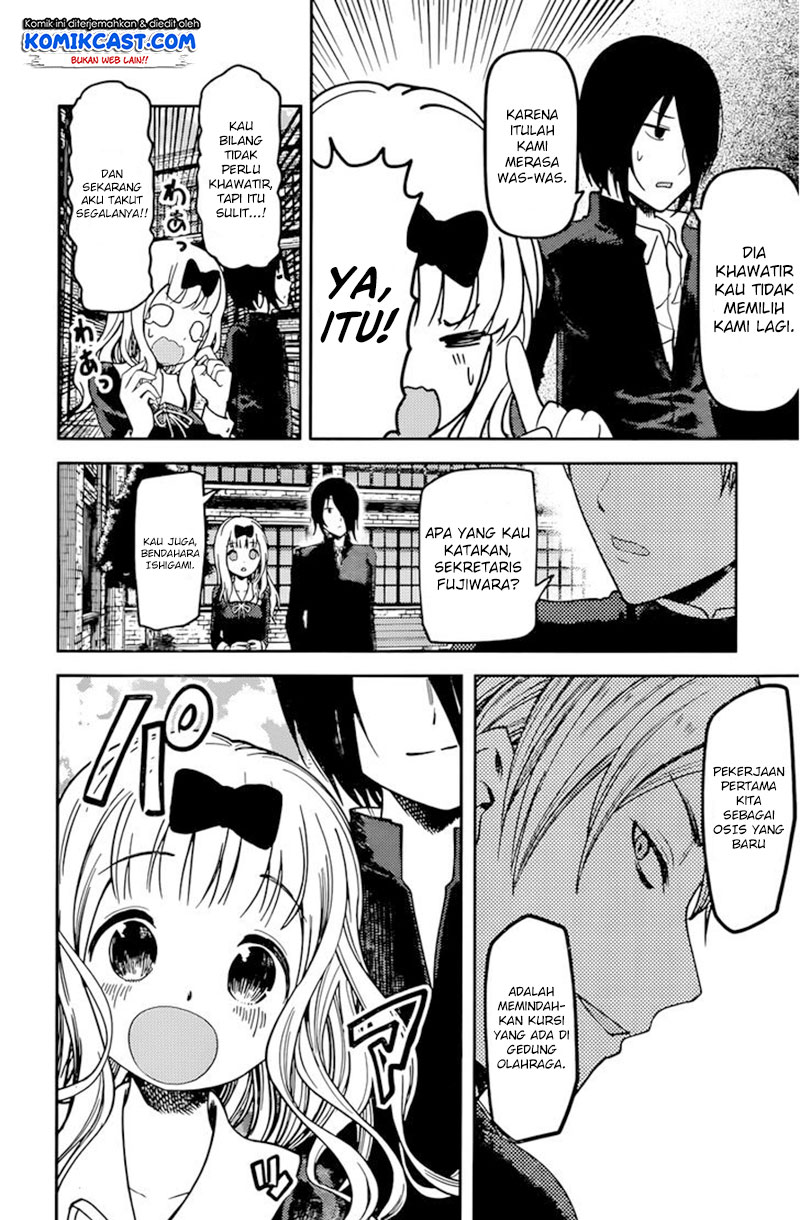 Komik ini diterjemahkan & diedit oleh
KOMIKCAST.COM
BUKAN WEB LAIN!!
DIA
KHAWATIR
KAU TIDAK
MEMILIH
KAMI LAGI.
KARENA
ITULAH
KAMI
MERASA
WAS-WAS.
YA,
ITU!
KAU
BILANG
TIDAK
PERLU
KHAWATIR,
TAPI ITU
SULIT...!
DAN
SEKARANG
AKU TAKUT
SEGALANYA!!
わあっ
わあっ
APA YANG KAU
KATAKAN,
SEKRETARIS
FUJIWARA?
KAU JUGA,
BENDAHARA
ISHIGAMI.
PEKERJAAN
PERTAMA
KITA
SEBAGAI
OSIS YANG
BARU
ADALAH
MEMINDAH-
KAN KURSI
YANG ADA DI
GEDUNG
OLAHRAGA.
パァッ